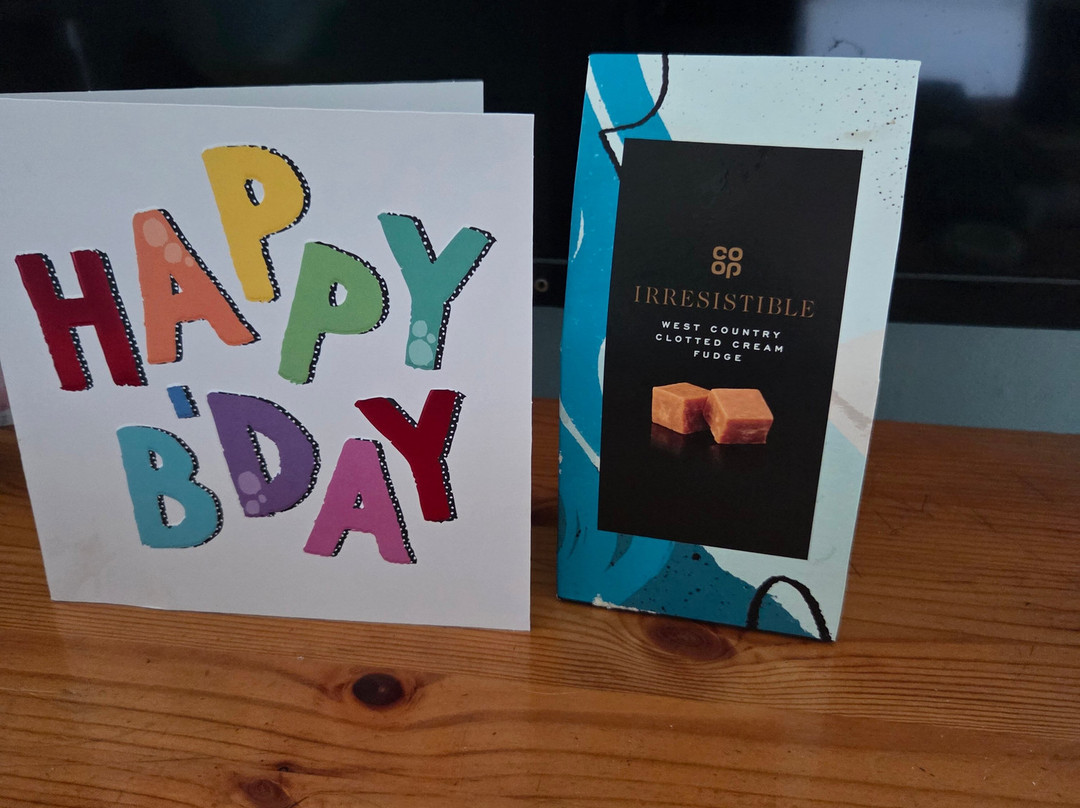 HAPPY
B'DAY
CO
OP
IRRESISTIBLE
WEST COUNTRY
CLOTTED CREAM
FUDGE